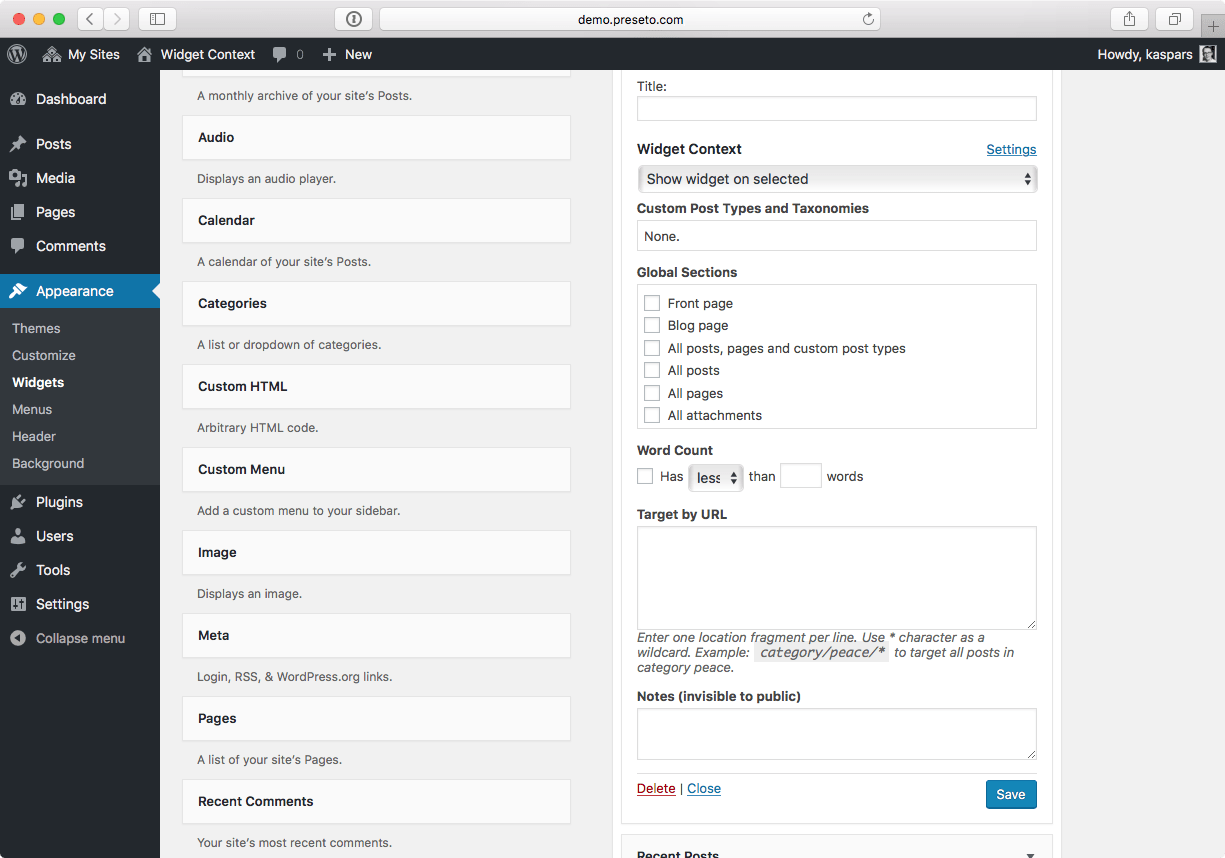 demo.preseto.com
My Sites
Widget Context
0
New
Howdy, kaspars
Dashboard
Posts
Media
Pages
Comments
Appearance
Themes
Customize
Widgets
Menus
Header
Background
Plugins
Users
Tools
Settings
Collapse menu
A monthly archive of your site’s Posts.
Audio
Displays an audio player.
Calendar
A calendar of your site’s Posts.
Categories
A list or dropdown of categories.
Custom HTML
Arbitrary HTML code.
Custom Menu
Add a custom menu to your sidebar.
Image
Displays an image.
Meta
Login, RSS, & WordPress.org links.
Pages
A list of your site’s Pages.
Recent Comments
Your site’s most recent comments.
Title:
Widget Context Settings
Show widget on selected
Custom Post Types and Taxonomies
None.
Global Sections
Front page
Blog page
All posts, pages and custom post types
All posts
All pages
All attachments
Word Count
Has less than words
Target by URL
Enter one location fragment per line. Use * character as a
wildcard. Example: category/peace/* to target all posts in
category peace.
Notes (invisible to public)
Delete | Close
Save
Recent Posts